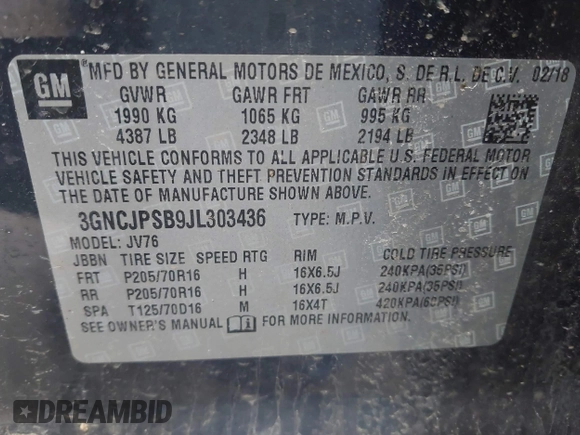 GM *MFD BY GENERAL MOTORS DE MEXICO, S. DE R.L. DE C.V. 02/18
GVWR GAWR FRT GAWR RR
1990 KG 1065 KG 995 KG
4387 LB 2348 LB 2194 LB
THIS VEHICLE CONFORMS TO ALL APPLICABLE U.S. FEDERAL MOTOR
VEHICLE SAFETY AND THEFT PREVENTION STANDARDS IN EFFECT ON
THE DATE OF MANUFACTURE SHOWN ABOVE.
3GNCJPSB9JL303436 TYPE: M.P.V.
MODEL: JV76
JBBN TIRE SIZE SPEED RTG RIM COLD TIRE PRESSURE
FRT P205/70R16 H 16X6.5J 240KPA(35PSI)
RR P205/70R16 H 16X6.5J 240KPA(35PSI)
SPA T125/70D16 M 16X4T 420KPA(60PSI)
SEE OWNER'S MANUAL FOR MORE INFORMATION.
DREAMBID